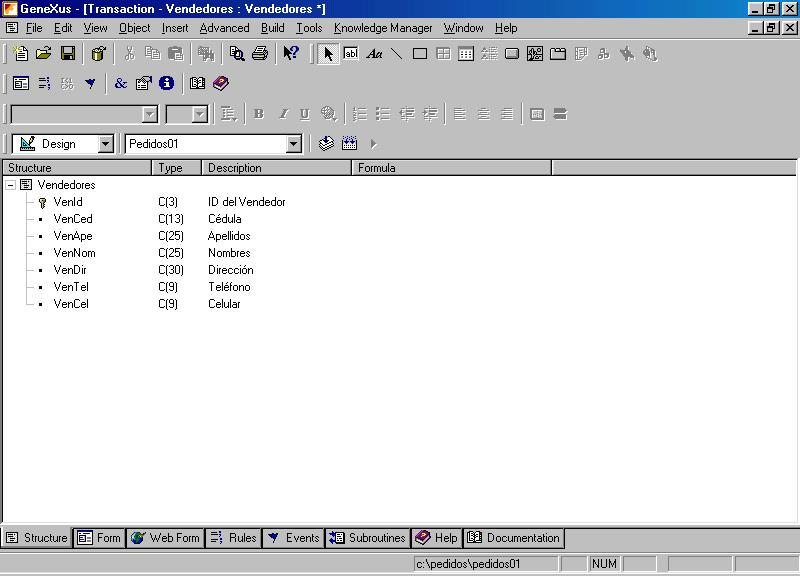 GeneXus - [Transaction - Vendedores : Vendedores *]
File Edit View Object Insert Advanced Build Tools Knowledge Manager Window Help
abl Aa
&
B I U
Design Pedidos01
Structure Type Description Formula
Vendedores
VenId C(3) ID del Vendedor
VenCed C(13) Cédula
VenApe C(25) Apellidos
VenNom C(25) Nombres
VenDir C(30) Dirección
VenTel C(9) Teléfono
VenCel C(9) Celular
Structure Form Web Form Rules Events Subroutines Help Documentation
c:\pedidos\pedidos01 NUM